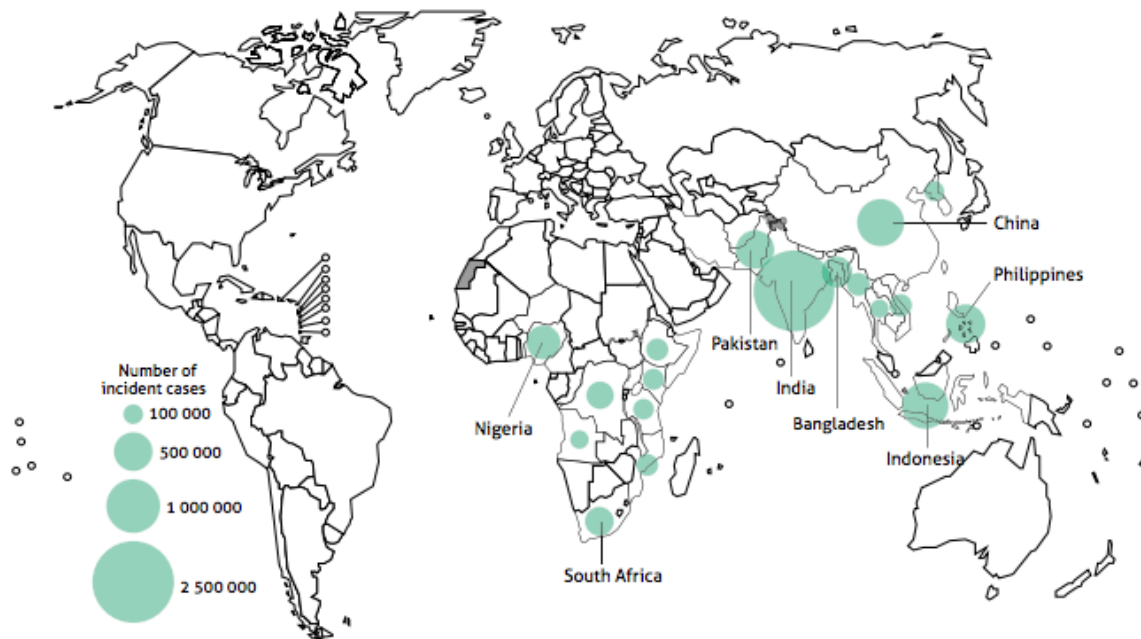 China
Philippines
Pakistan
India
Bangladesh
Nigeria
Indonesia
South Africa
Number of
incident cases
100 000
500 000
1 000 000
2 500 000